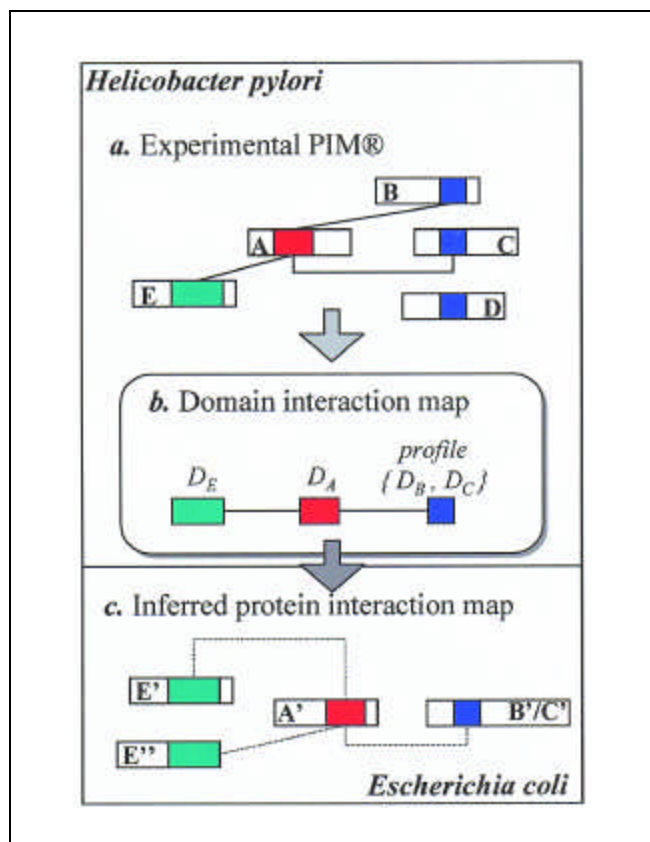 Helicobacter pylori
a. Experimental PIM®
B
A
C
E
D
b. Domain interaction map
profile
D_E D_A { D_B , D_C }
c. Inferred protein interaction map
E'
A'
B'/C'
E''
Escherichia coli